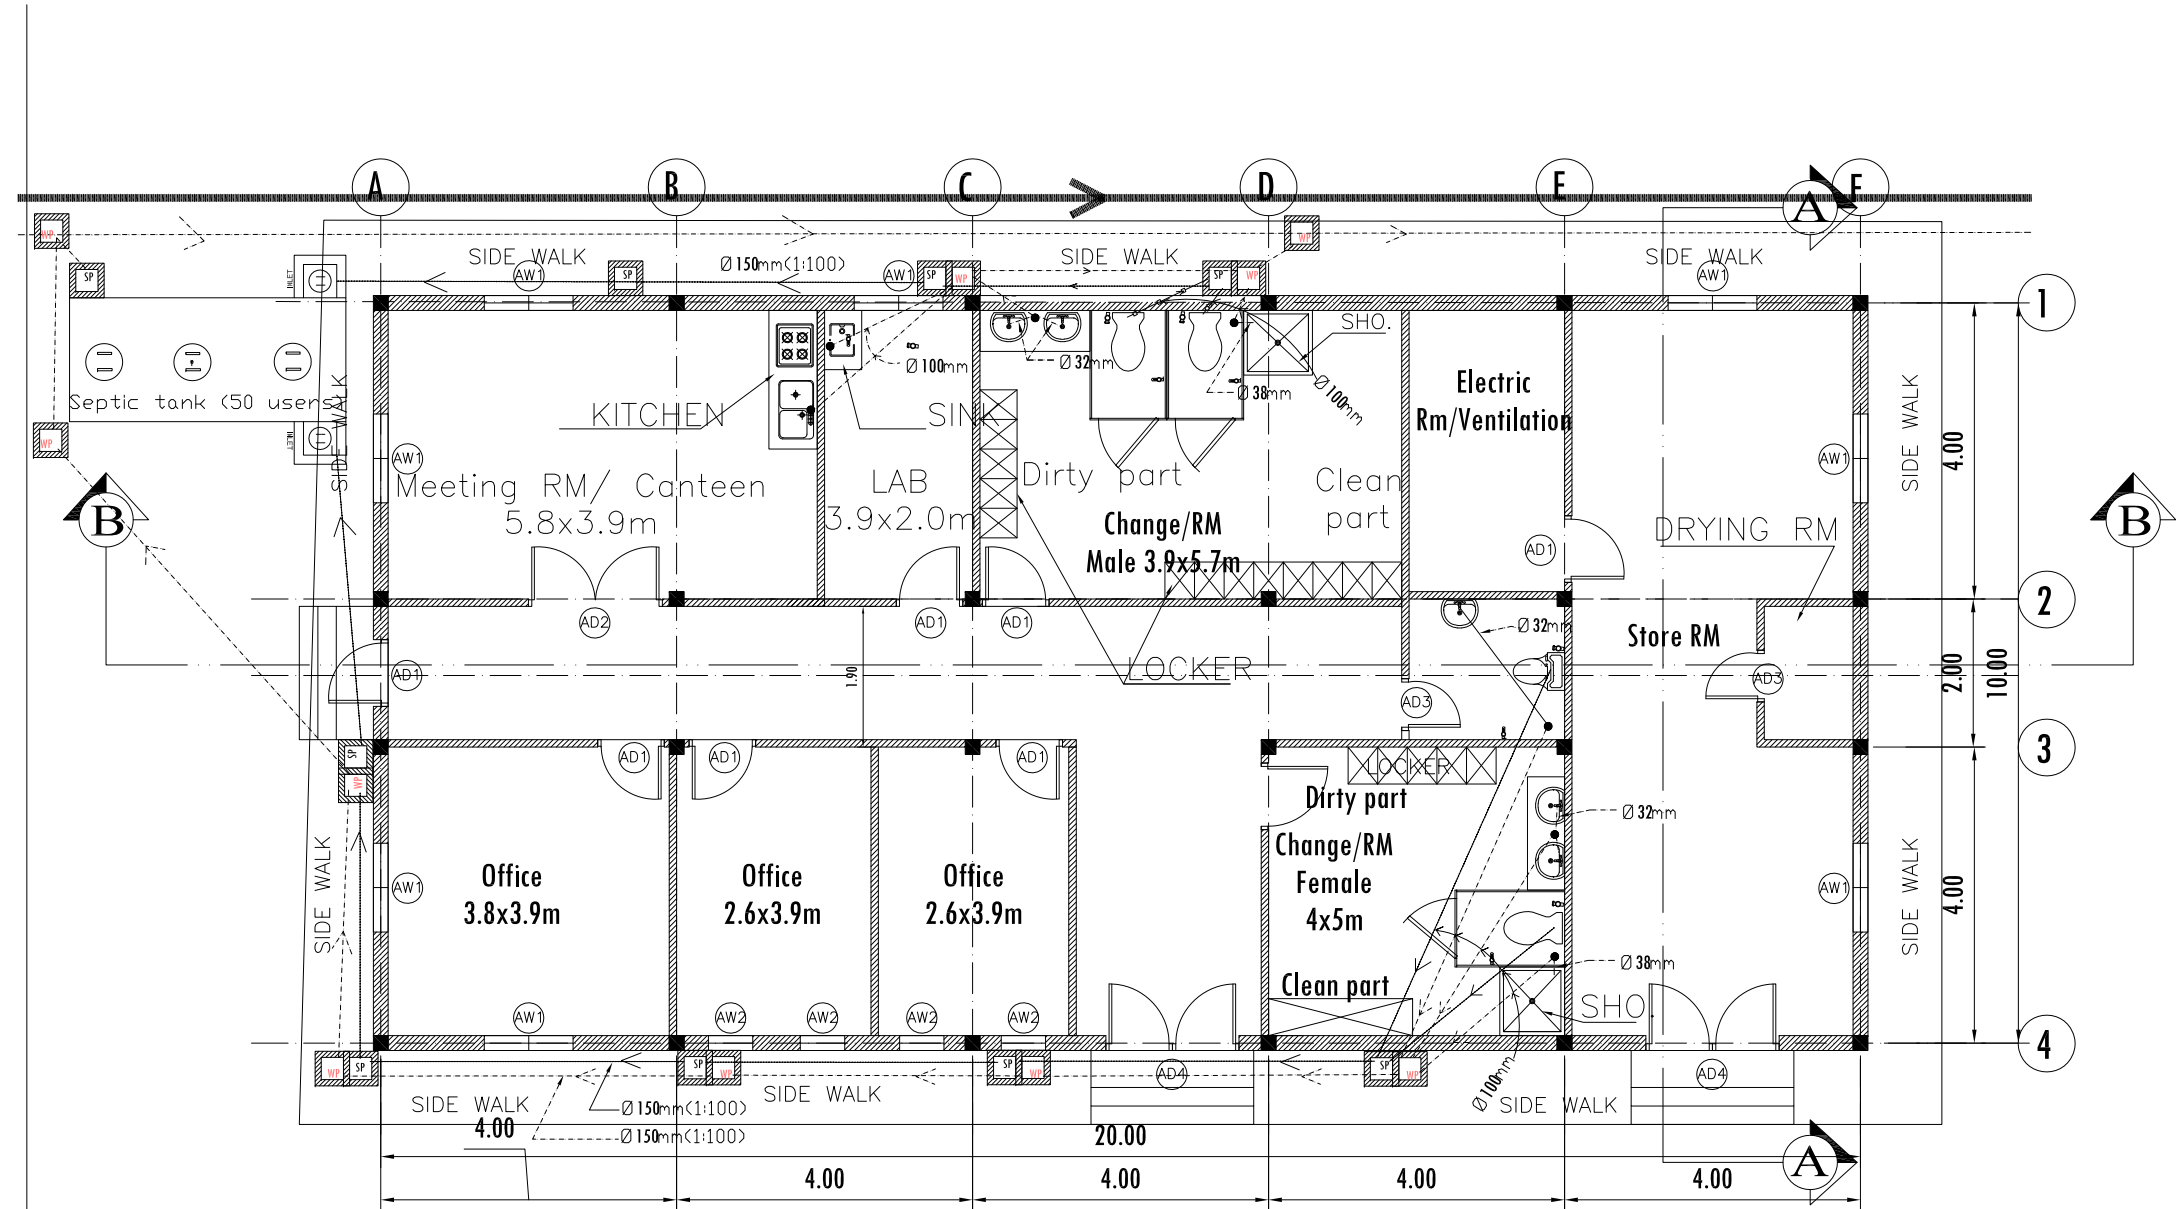 A B C D E F
A
WP
WP
SIDE WALK
SIDE WALK
SIDE WALK
INLET
SP
AW1
SP
Ø150mm(1:100)
AW1
SP
WP
SP
WP
AW1
1
SHO.
Ø32mm
Ø100mm
Ø38mm
Ø100mm
Electric
Rm/Ventilation
Septic tank (50 users)
SIDE WALK
SIDE WALK
KITCHEN
SINK
INLET
WP
AW1
AW1
4.00
Meeting RM/ Canteen
5.8x3.9m
LAB
3.9x2.0m
Dirty part
Clean
part
Change/RM
Male 3.9x5.7m
B
B
DRYING RM
AD1
2
AD2
AD1
AD1
Ø32mm
Store RM
1.90
LOCKER
AD1
AD3
AD3
2.00
10.00
3
SP
WP
AD1
AD1
AD1
LOCKER
Dirty part
Ø32mm
Change/RM
Female
4x5m
Office
3.8x3.9m
Office
2.6x3.9m
Office
2.6x3.9m
AW1
AW1
SIDE WALK
SIDE WALK
4.00
Ø38mm
Clean part
SHO.
AW1
AW2
AW2
AW2
AW2
4
WP
SP
SP
WP
SP
WP
SP
WP
AD4
AD4
Ø100mm
SIDE WALK
SIDE WALK
SIDE WALK
Ø150mm(1:100)
Ø150mm(1:100)
4.00
20.00
4.00
4.00
4.00
4.00
A